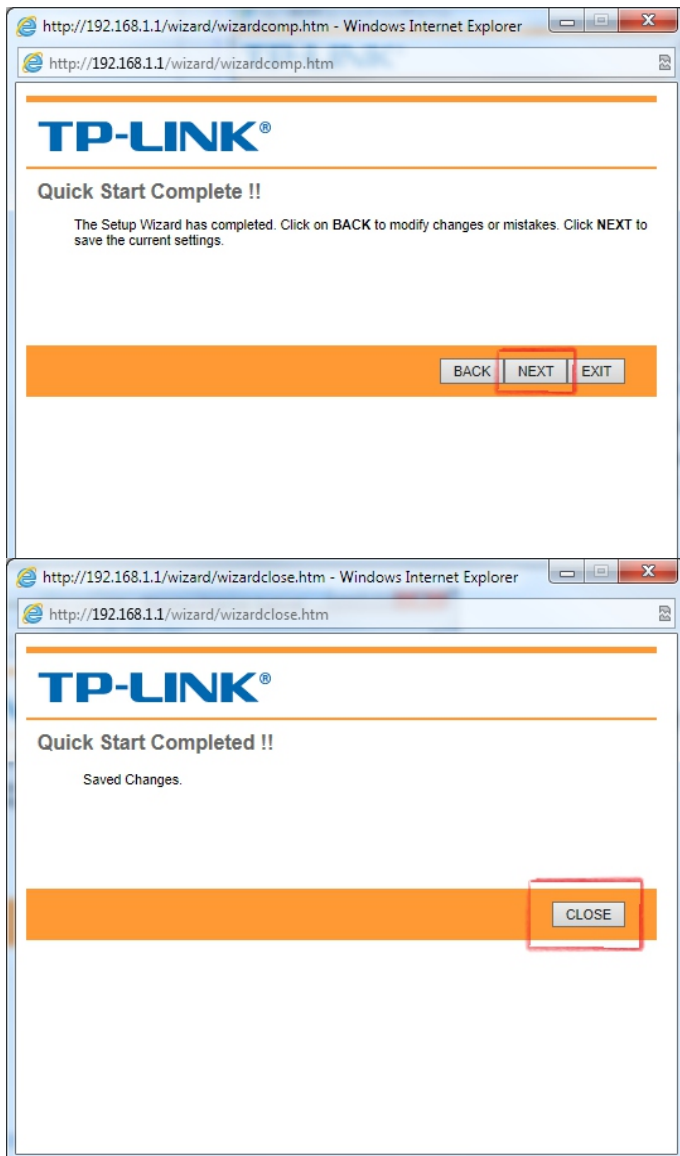 http://192.168.1.1/wizard/wizardcomp.htm - Windows Internet Explorer
http://192.168.1.1/wizard/wizardcomp.htm
TP-LINK®
Quick Start Complete !!
The Setup Wizard has completed. Click on BACK to modify changes or mistakes. Click NEXT to
save the current settings.
BACK NEXT EXIT
http://192.168.1.1/wizard/wizardclose.htm - Windows Internet Explorer
http://192.168.1.1/wizard/wizardclose.htm
TP-LINK®
Quick Start Completed !!
Saved Changes.
CLOSE